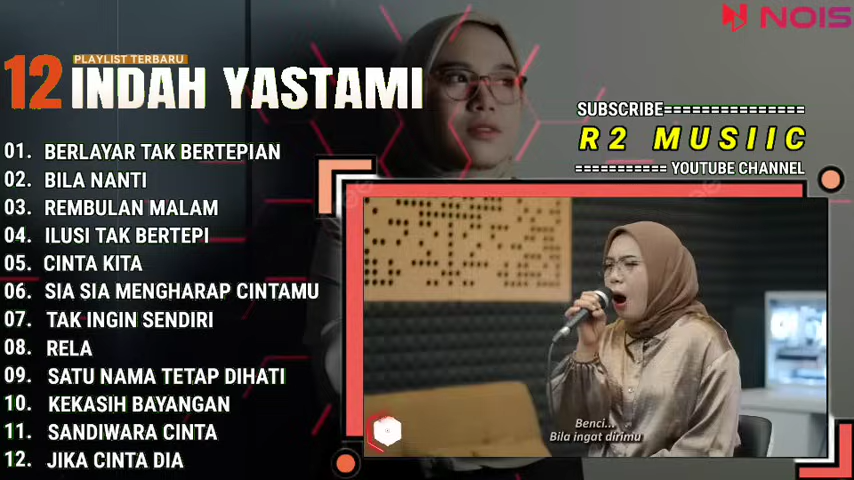 NOIS
PLAYLIST TERBARU
12 INDAH YASTAMI
SUBSCRIBE===============
R2 MUSIIC
=========== YOUTUBE CHANNEL
01. BERLAYAR TAK BERTEPIAN
02. BILA NANTI
03. REMBULAN MALAM
04. ILUSI TAK BERTEPI
05. CINTA KITA
06. SIA SIA MENGHARAP CINTAMU
07. TAK INGIN SENDIRI
08. RELA
09. SATU NAMA TETAP DIHATI
10. KEKASIH BAYANGAN
11. SANDIWARA CINTA
12. JIKA CINTA DIA
Benci...
Bila ingat dirimu